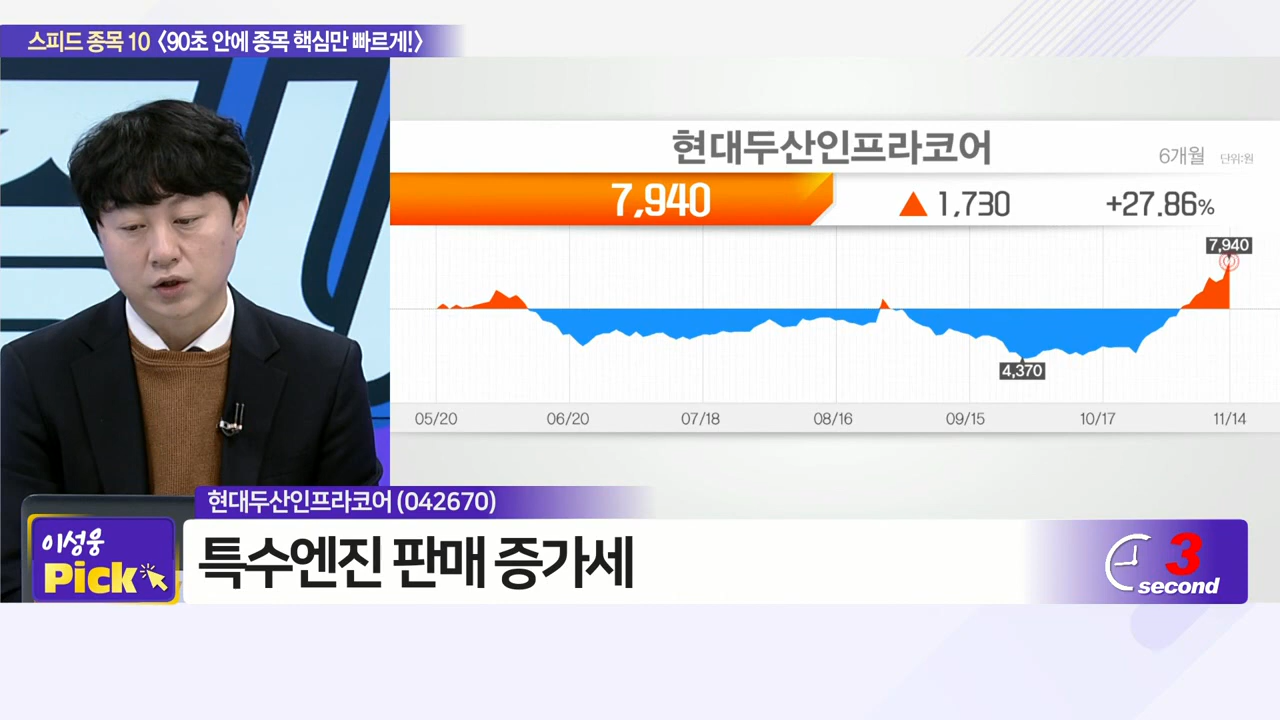 스피드 종목 10 <90초 안에 종목 핵심만 빠르게!>
현대두산인프라코어
6개월 단위:원
7,940 ▲ 1,730 +27.86%
7,940
4,370
05/20 06/20 07/18 08/16 09/15 10/17 11/14
현대두산인프라코어 (042670)
이성웅
Pick
특수엔진 판매 증가세
3
second